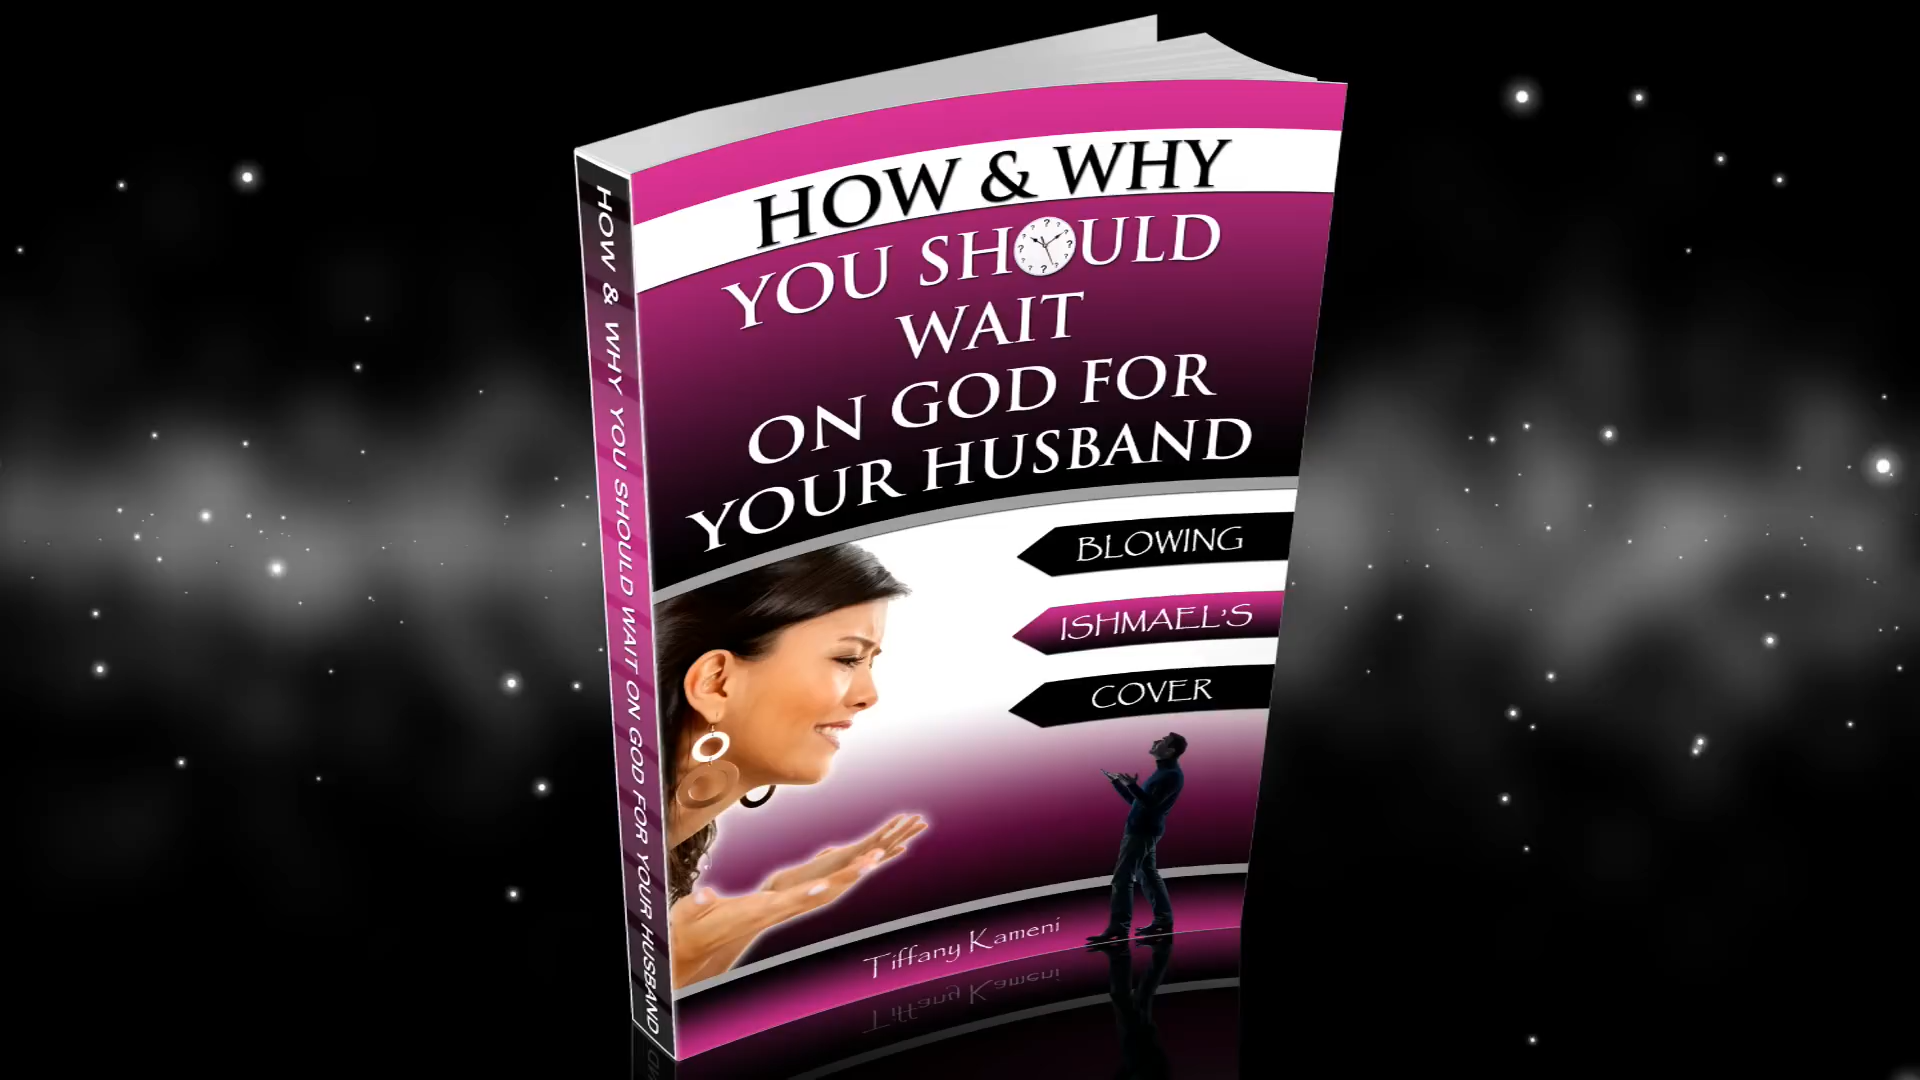 HOW & WHY
YOU SHOULD
WAIT
ON GOD FOR
YOUR HUSBAND
BLOWING
ISHMAEL'S
COVER
Tiffany Kameni
HOW & WHY YOU SHOULD WAIT ON GOD FOR YOUR HUSBAND